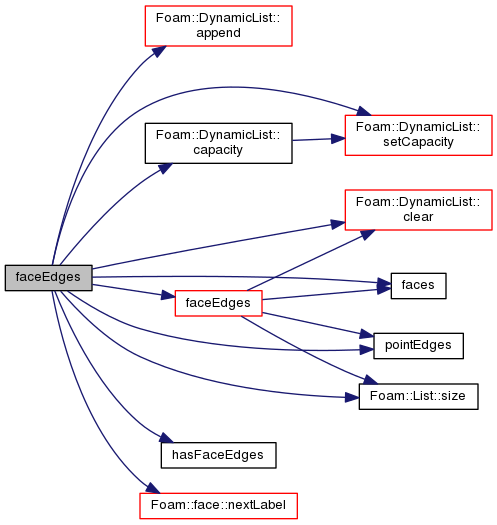 Foam::DynamicList::
append
Foam::DynamicList::
capacity
Foam::DynamicList::
setCapacity
Foam::DynamicList::
clear
faceEdges
faceEdges
faces
pointEdges
Foam::List::size
hasFaceEdges
Foam::face::nextLabel